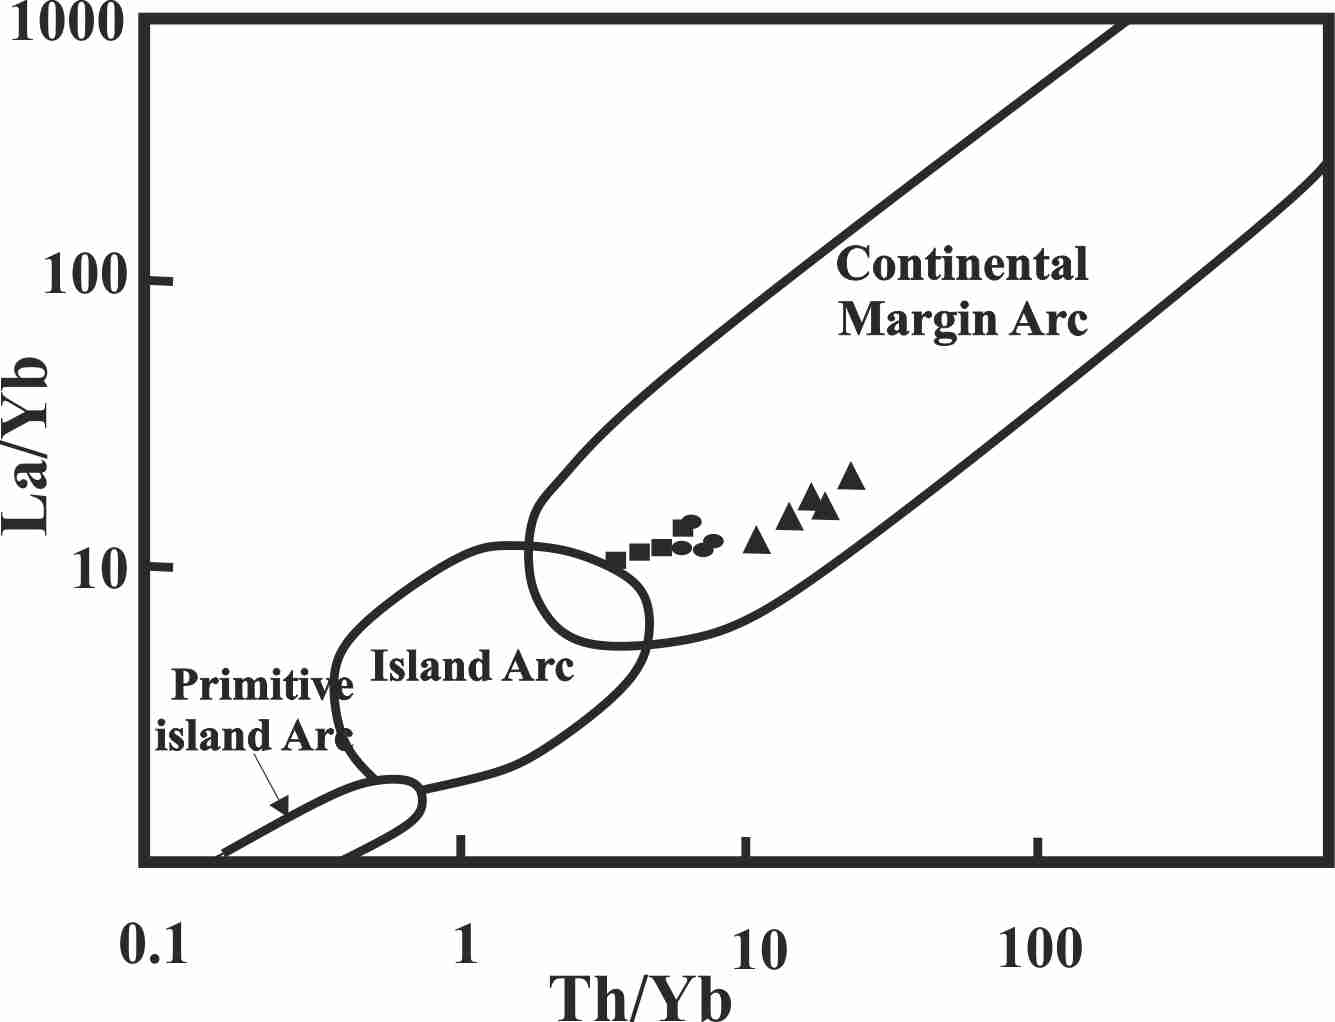 1000
100
10
La/Yb
Continental
Margin Arc
Island Arc
Primitive
island Arc
0.1
1
10
100
Th/Yb